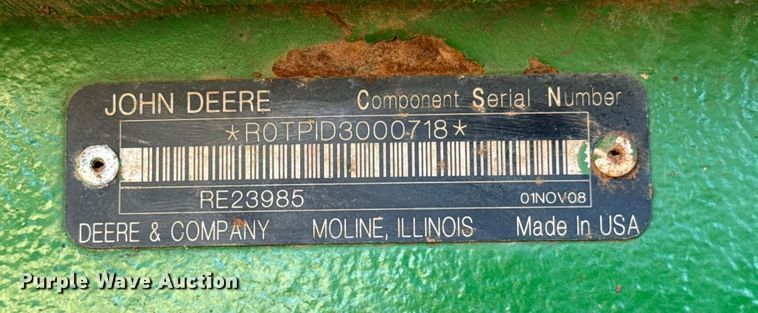 JOHN DEERE Component Serial Number
*R0TPID3000718*
RE23985 01NOV08
DEERE & COMPANY MOLINE, ILLINOIS Made In USA
Purple Wave Auction